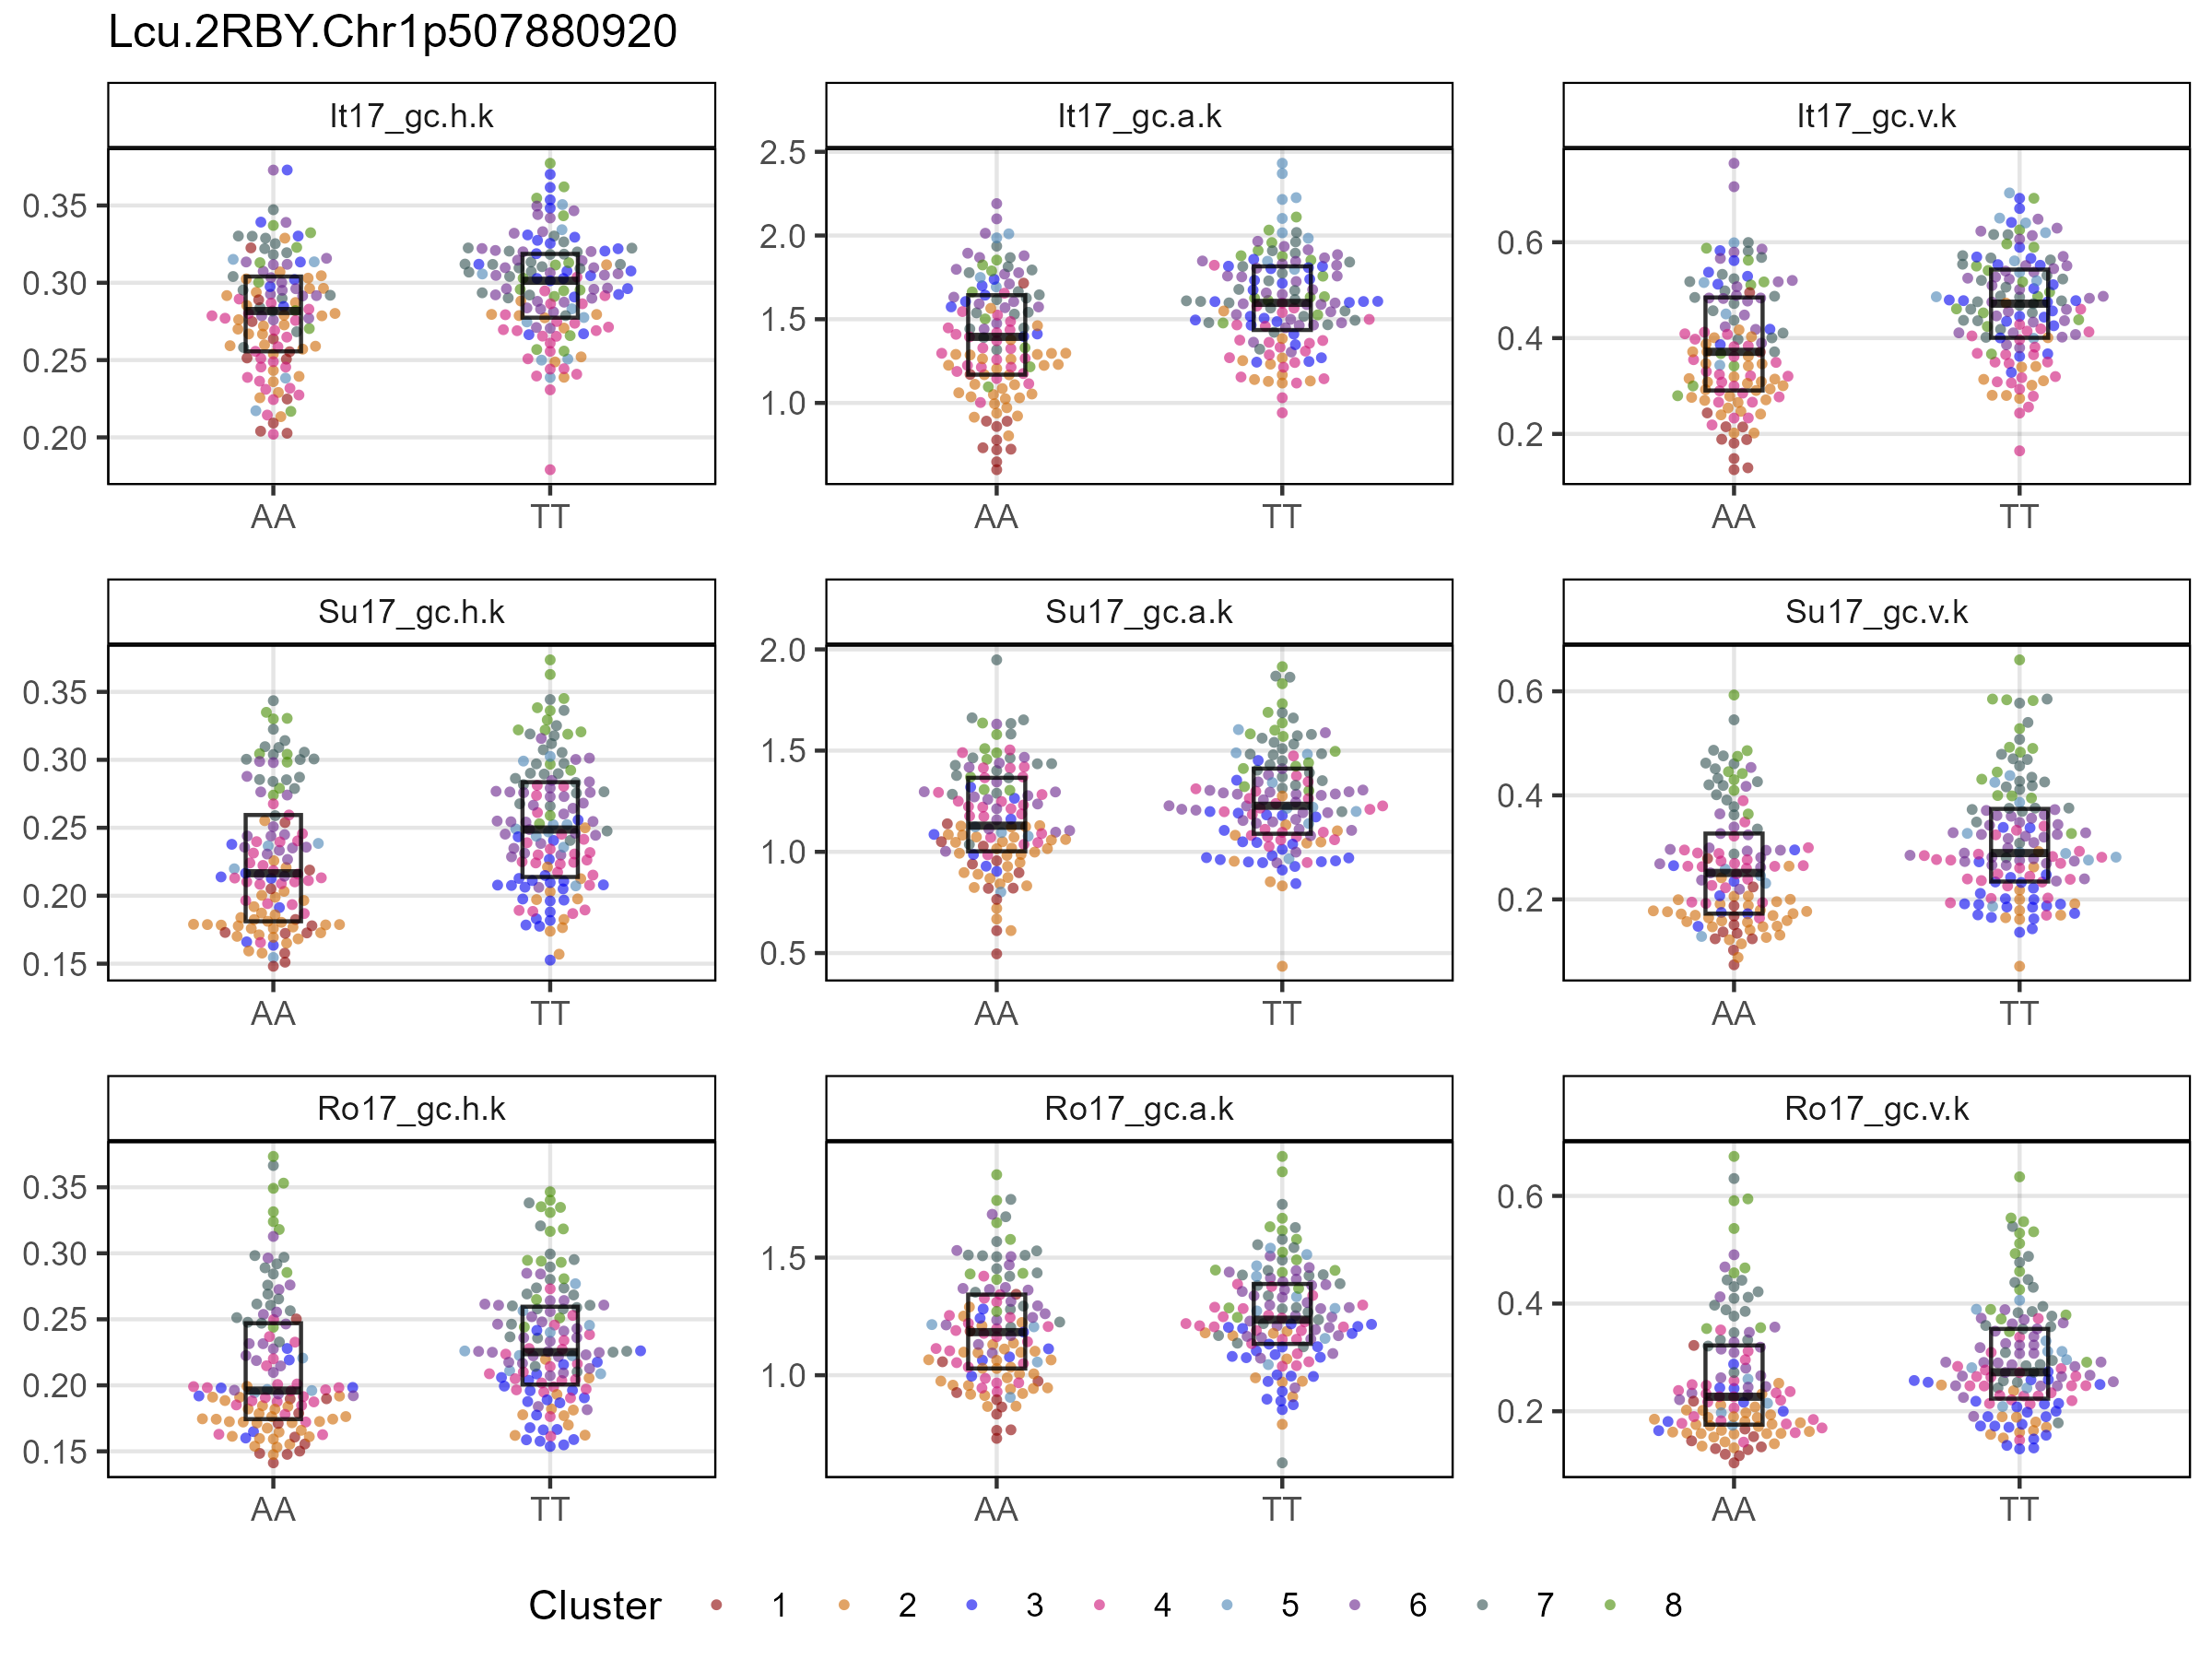 Lcu.2RBY.Chr1p507880920
It17_gc.h.k
It17_gc.a.k
It17_gc.v.k
0.35
0.30
0.25
0.20
AA
TT
2.5
2.0
1.5
1.0
AA
TT
0.6
0.4
0.2
AA
TT
Su17_gc.h.k
Su17_gc.a.k
Su17_gc.v.k
0.35
0.30
0.25
0.20
0.15
AA
TT
2.0
1.5
1.0
0.5
AA
TT
0.6
0.4
0.2
AA
TT
Ro17_gc.h.k
Ro17_gc.a.k
Ro17_gc.v.k
0.35
0.30
0.25
0.20
0.15
AA
TT
1.5
1.0
AA
TT
0.6
0.4
0.2
AA
TT
Cluster 1 2 3 4 5 6 7 8